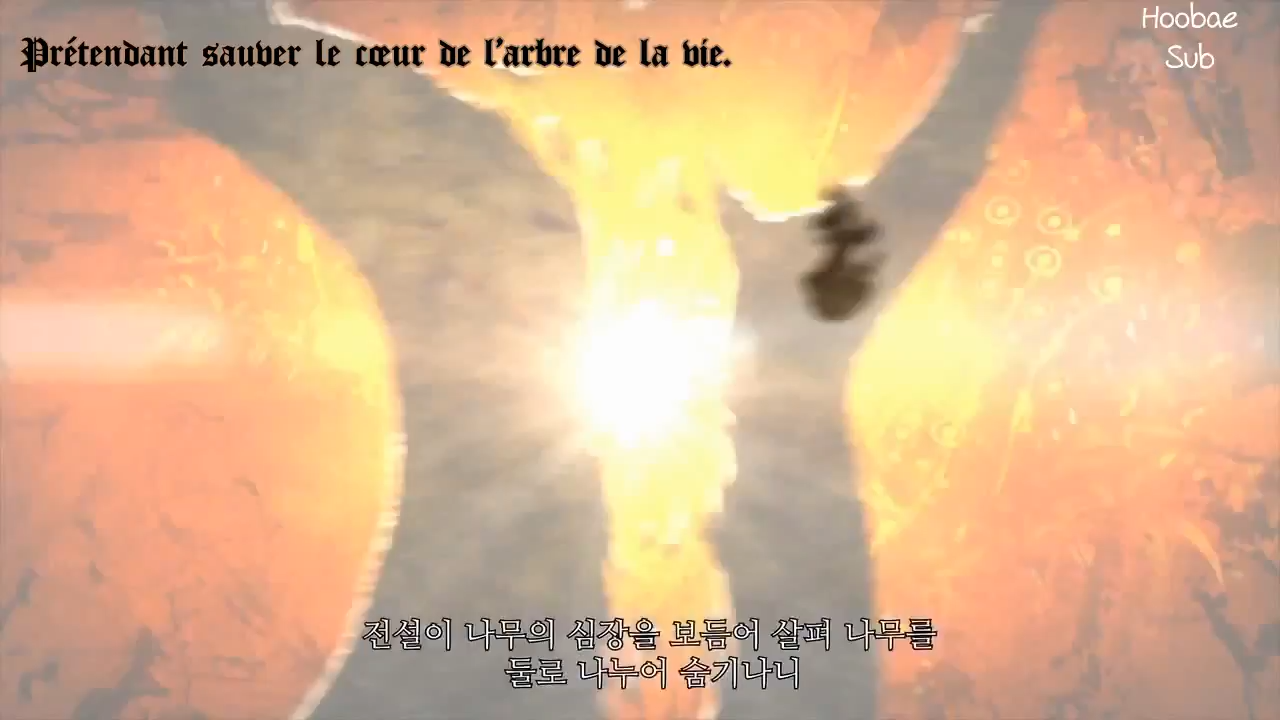 Hoobae
Sub
Prétendant sauver le cœur de l'arbre de la vie.
전설이 나무의 심장을 보듬어 살펴 나무를
둘로 나누어 숨기나니